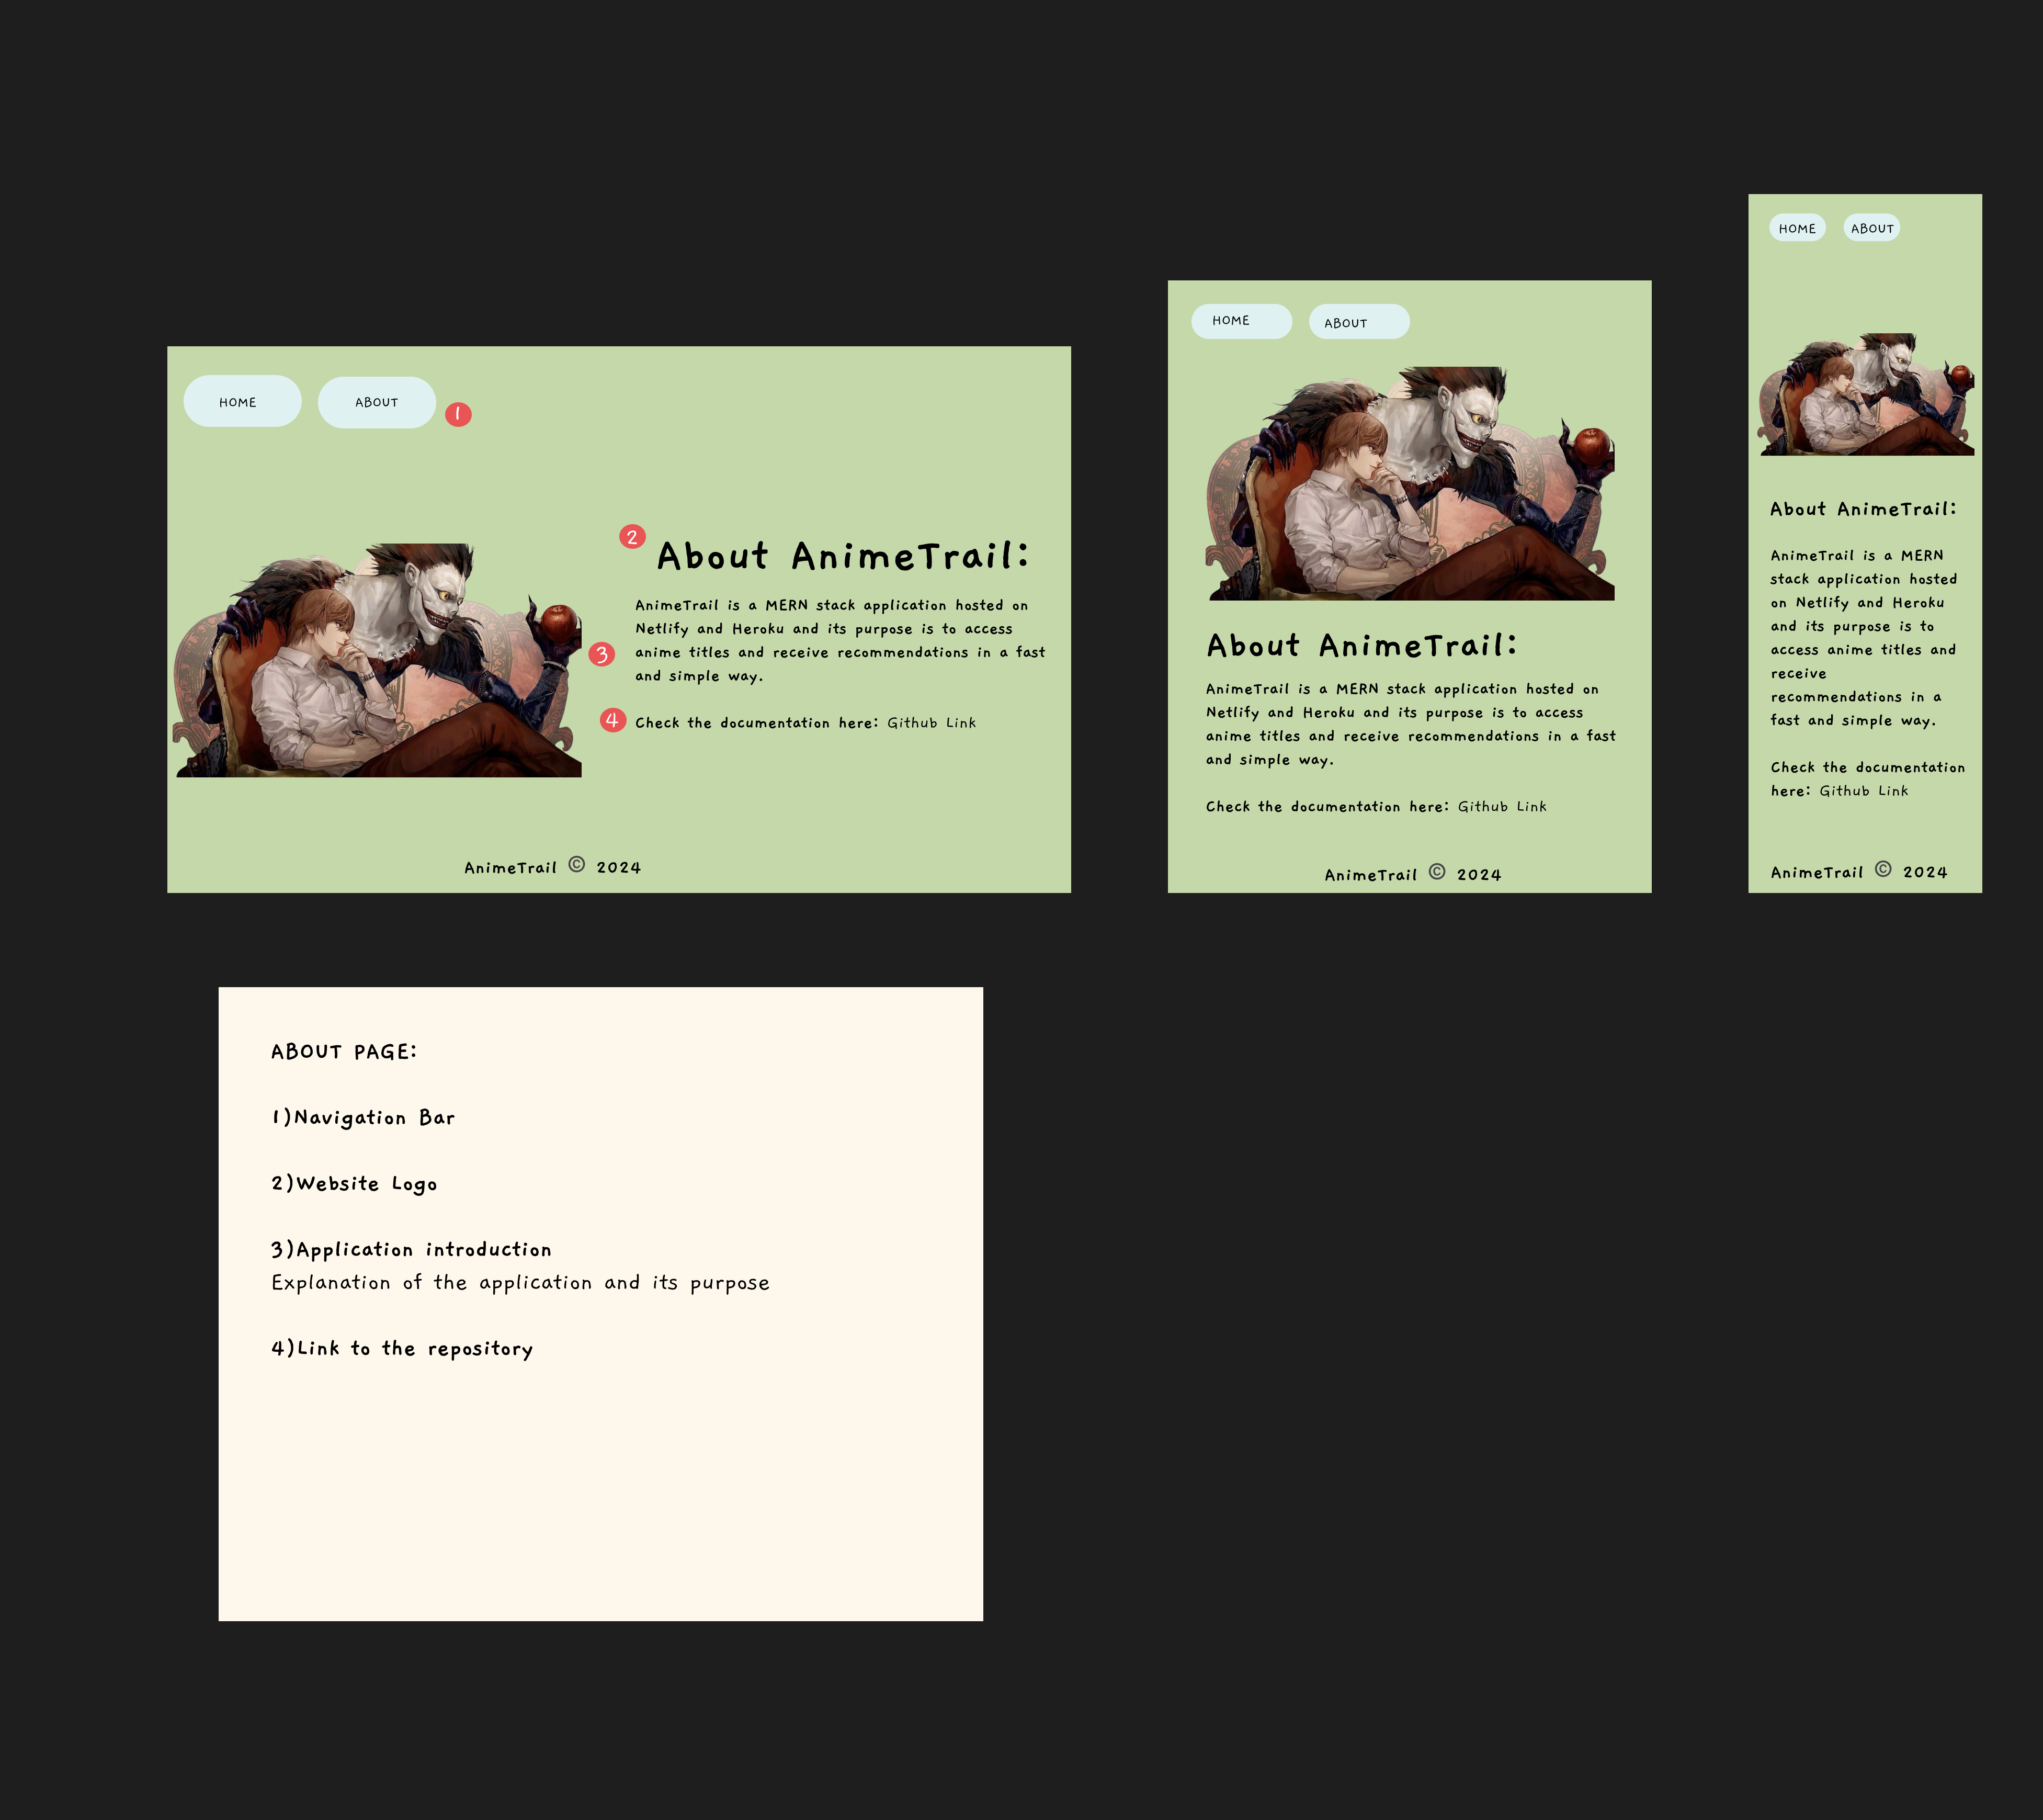 HOME
ABOUT
1
2
About AnimeTrail:
AnimeTrail is a MERN stack application hosted on
Netlify and Heroku and its purpose is to access
3
anime titles and receive recommendations in a fast
and simple way.
4
Check the documentation here: Github Link
AnimeTrail © 2024
HOME
ABOUT
About AnimeTrail:
AnimeTrail is a MERN stack application hosted on
Netlify and Heroku and its purpose is to access
anime titles and receive recommendations in a fast
and simple way.
Check the documentation here: Github Link
AnimeTrail © 2024
HOME
ABOUT
About AnimeTrail:
AnimeTrail is a MERN
stack application hosted
on Netlify and Heroku
and its purpose is to
access anime titles and
receive
recommendations in a
fast and simple way.
Check the documentation
here: Github Link
AnimeTrail © 2024
ABOUT PAGE:
1)Navigation Bar
2)Website Logo
3)Application introduction
Explanation of the application and its purpose
4)Link to the repository